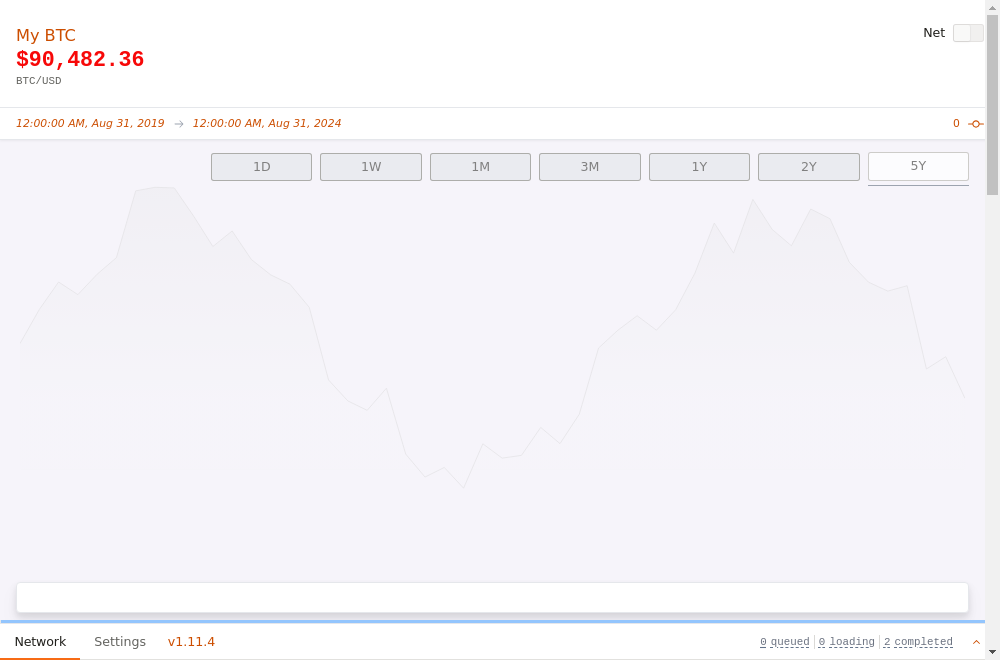 My BTC
Net
$90,482.36
BTC/USD
12:00:00 AM, Aug 31, 2019 → 12:00:00 AM, Aug 31, 2024
0
1D 1W 1M 3M 1Y 2Y 5Y
Network Settings v1.11.4 0 queued 0 loading 2 completed